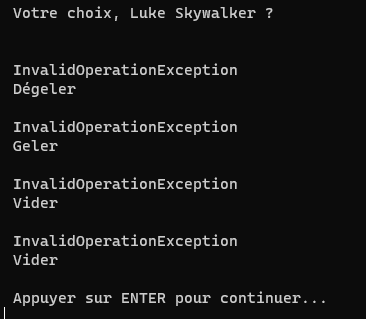 Votre choix, Luke Skywalker ?
InvalidOperationException
Dégeler
InvalidOperationException
Geler
InvalidOperationException
Vider
InvalidOperationException
Vider
Appuyer sur ENTER pour continuer...